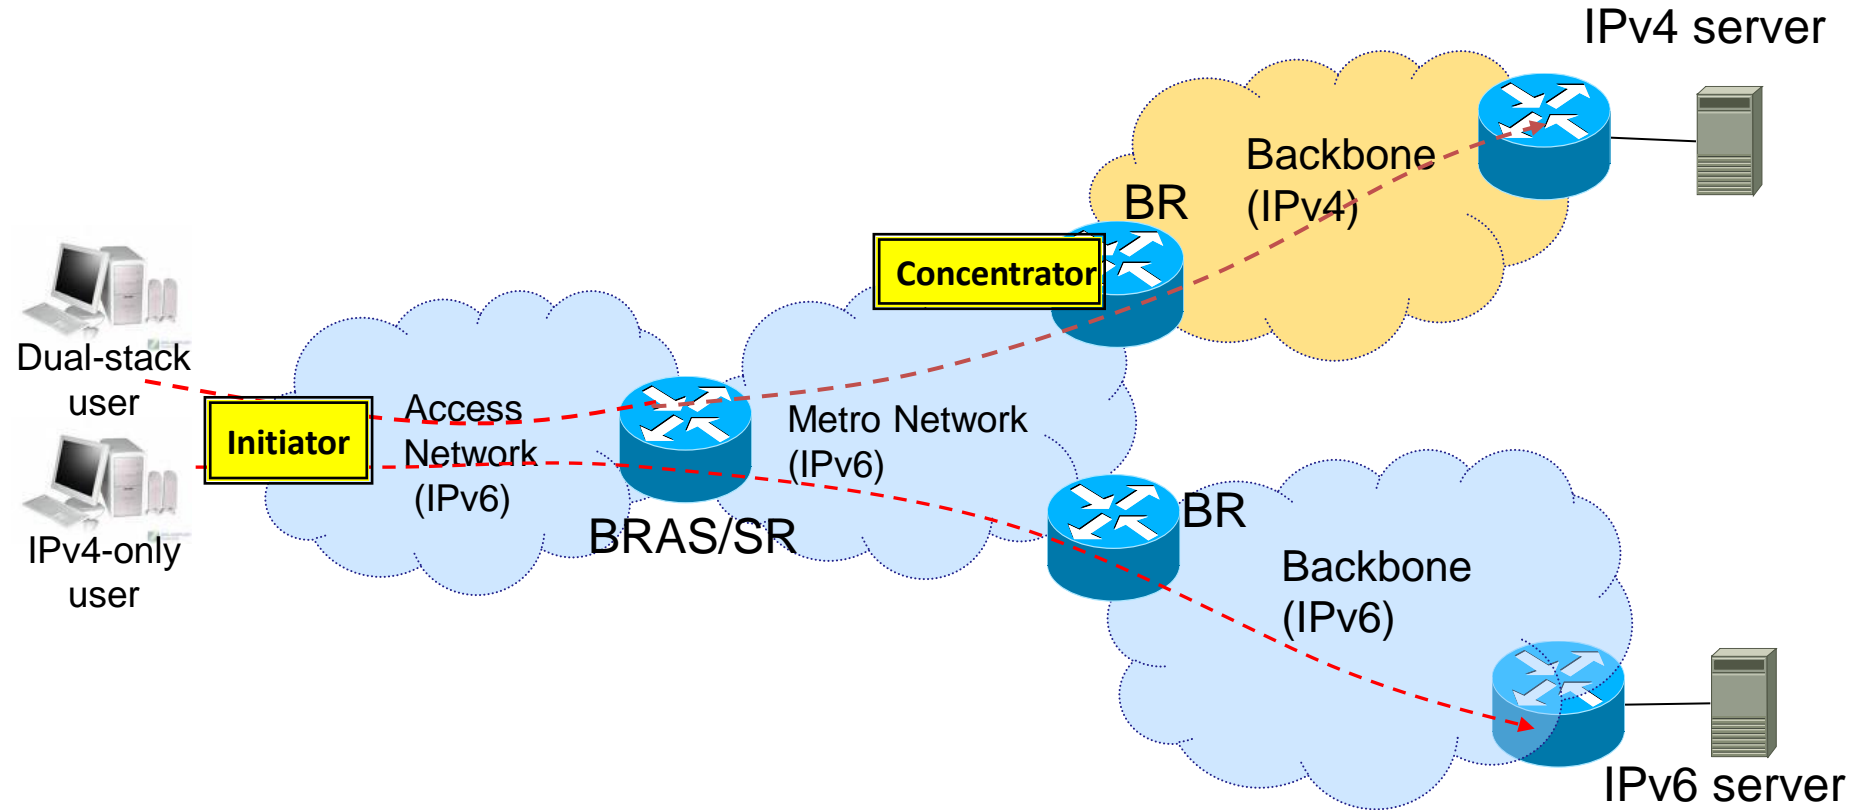 IPv4 server
Backbone
(IPv4)
BR
Concentrator
Dual-stack
user
Initiator
Access
Network
(IPv6)
Metro Network
(IPv6)
BRAS/SR
BR
IPv4-only
user
Backbone
(IPv6)
IPv6 server